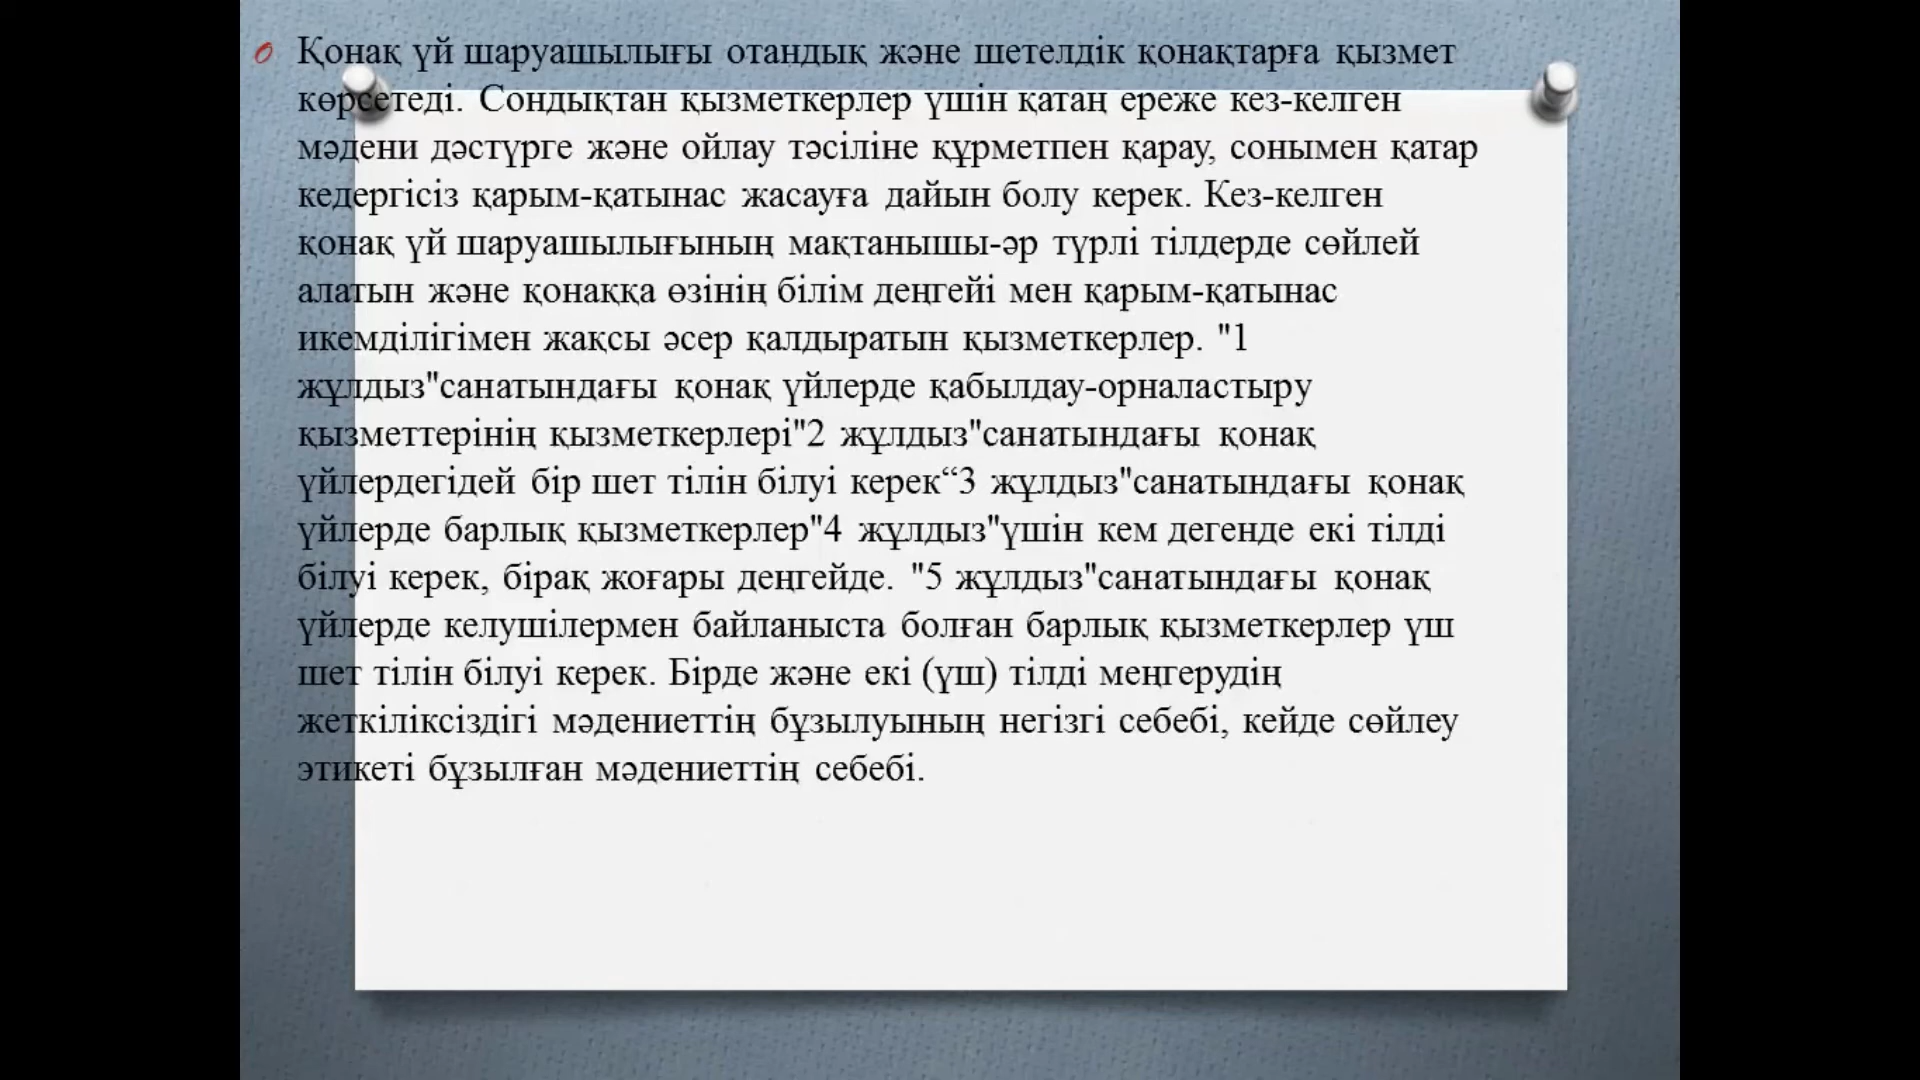 Қонақ үй шаруашылығы отандық және шетелдік қонақтарға қызмет
көрсетеді. Сондықтан қызметкерлер үшін қатаң ереже кез-келген
мәдени дәстүрге және ойлау тәсіліне құрметпен қарау, сонымен қатар
кедергісіз қарым-қатынас жасауға дайын болу керек. Кез-келген
қонақ үй шаруашылығының мақтанышы-әр түрлі тілдерде сөйлей
алатын және қонаққа өзінің білім деңгейі мен қарым-қатынас
икемділігімен жақсы әсер қалдыратын қызметкерлер. "1
жұлдыз"санатындағы қонақ үйлерде қабылдау-орналастыру
қызметтерінің қызметкерлері"2 жұлдыз"санатындағы қонақ
үйлердегідей бір шет тілін білуі керек“3 жұлдыз"санатындағы қонақ
үйлерде барлық қызметкерлер"4 жұлдыз"үшін кем дегенде екі тілді
білуі керек, бірақ жоғары деңгейде. "5 жұлдыз"санатындағы қонақ
үйлерде келушілермен байланыста болған барлық қызметкерлер үш
шет тілін білуі керек. Бірде және екі (үш) тілді меңгерудің
жеткіліксіздігі мәдениеттің бұзылуының негізгі себебі, кейде сөйлеу
этикеті бұзылған мәдениеттің себебі.